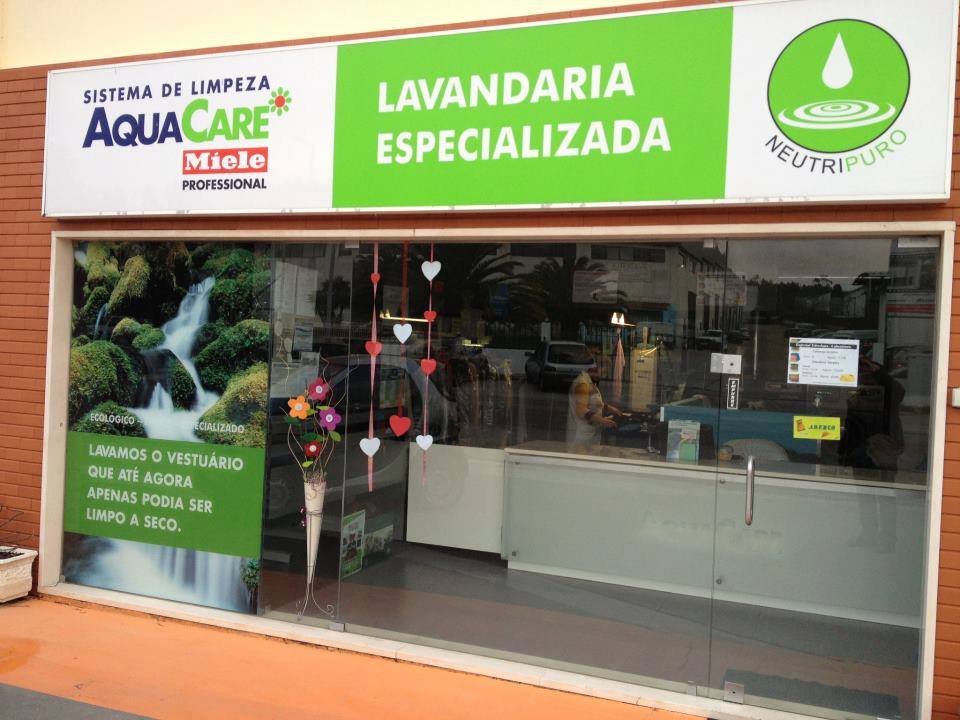 SISTEMA DE LIMPEZA
AQUACARE
Miele
PROFESSIONAL
LAVANDARIA
ESPECIALIZADA
NEUTRIPURO
ECOLÓGICO
LAVAMOS O VESTUÁRIO
QUE ATÉ AGORA
APENAS PODIA SER
LIMPO A SECO.
ABERTO